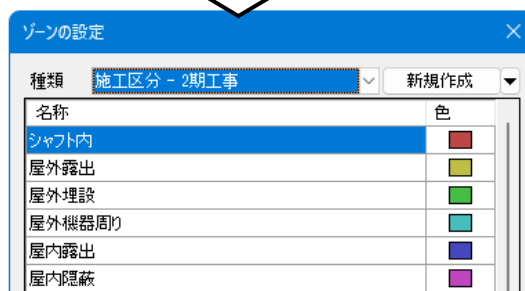 ゾーンの設定
種類 施工区分 - 2期工事 新規作成
名称 色
シャフト内
屋外露出
屋外埋設
屋外機器周り
屋内露出
屋内隠蔽